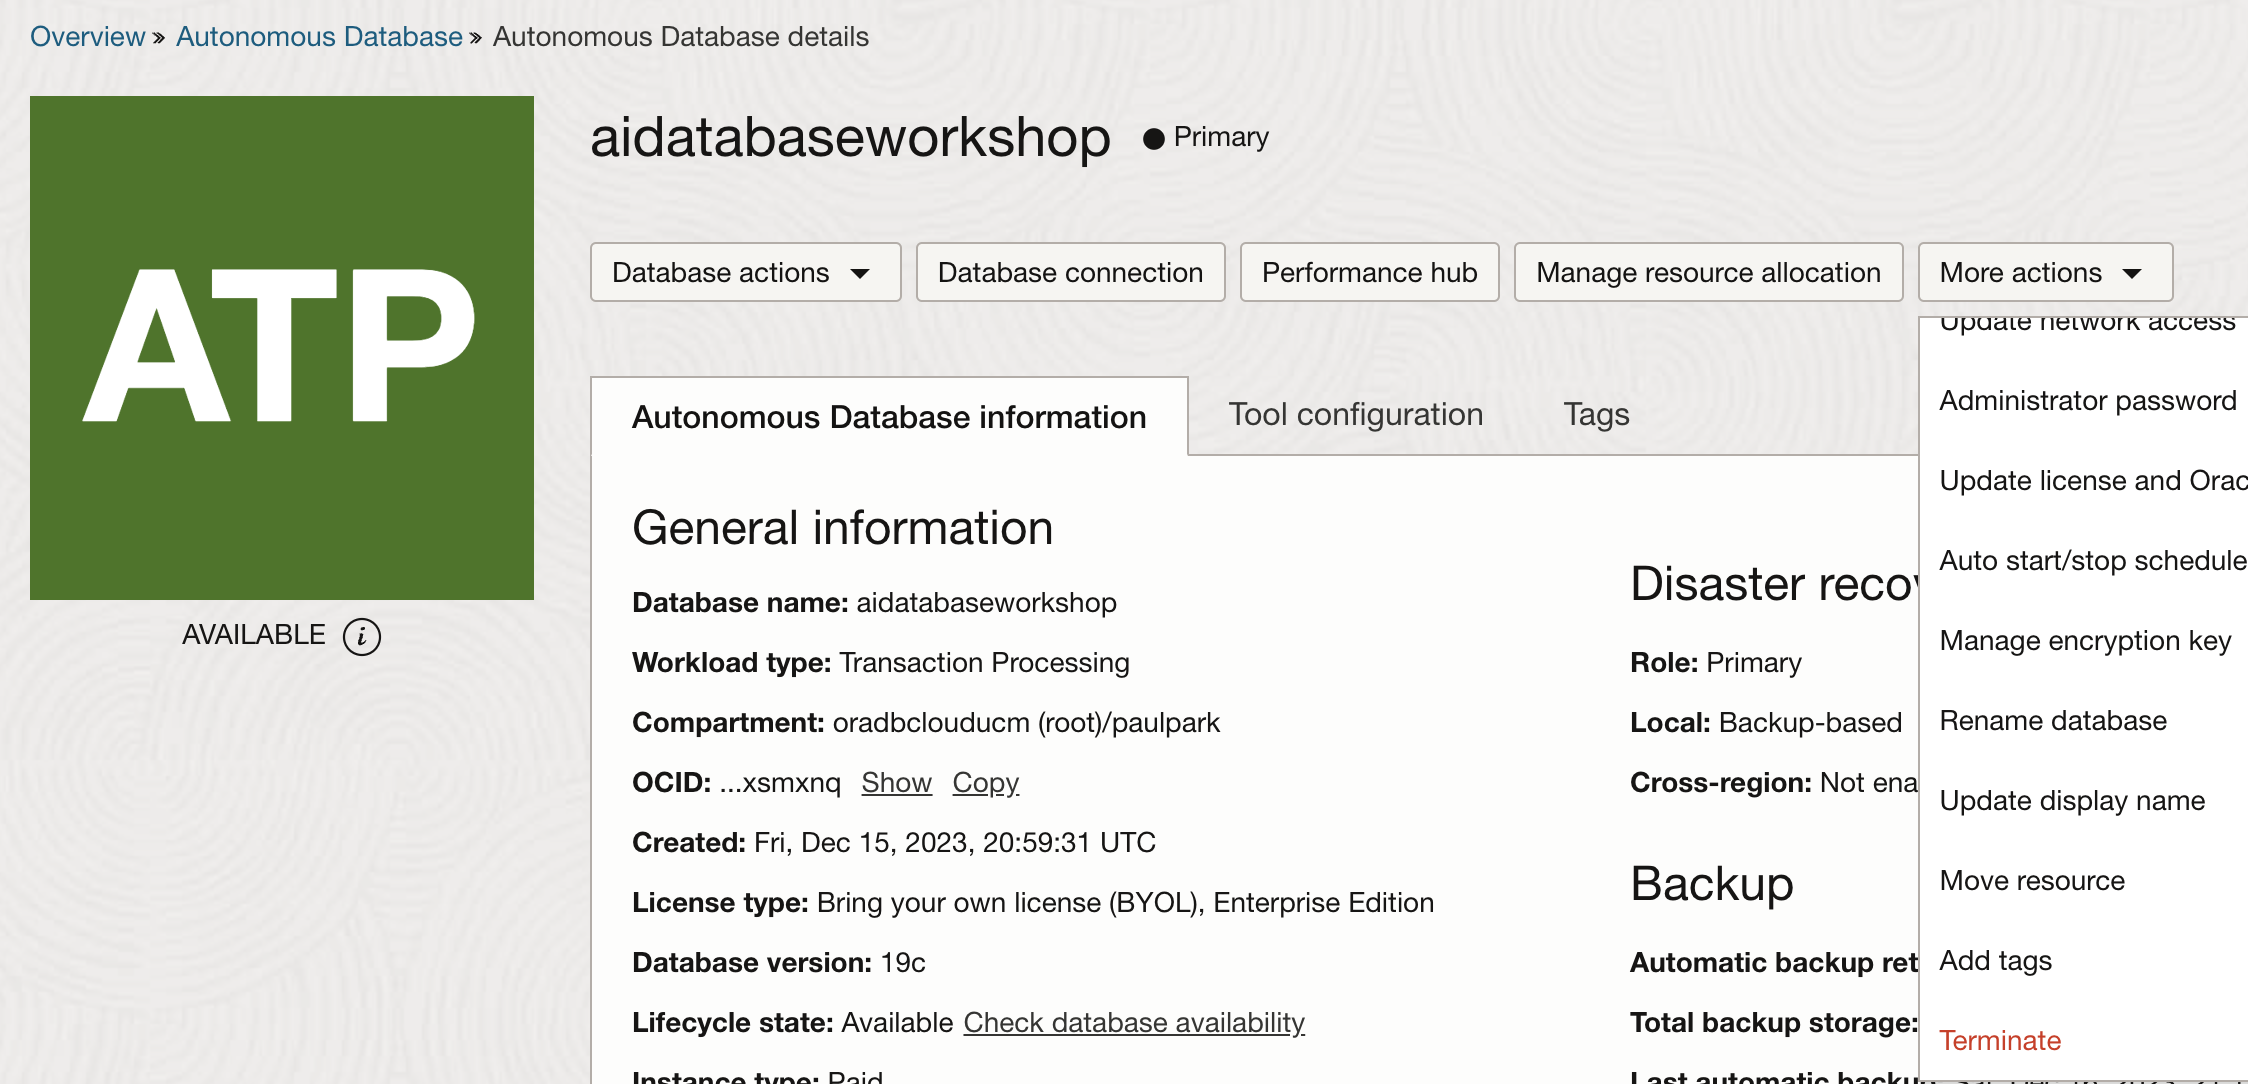 Overview » Autonomous Database » Autonomous Database details
ATP
AVAILABLE i
aidatabaseworkshop ● Primary
Database actions
Database connection
Performance hub
Manage resource allocation
More actions
Update network access
Administrator password
Update license and Orac
Auto start/stop schedule
Manage encryption key
Rename database
Update display name
Move resource
Add tags
Terminate
Autonomous Database information
Tool configuration
Tags
General information
Database name: aidatabaseworkshop
Workload type: Transaction Processing
Compartment: oradbclouducm (root)/paulpark
OCID: ...xsmxnq Show Copy
Created: Fri, Dec 15, 2023, 20:59:31 UTC
License type: Bring your own license (BYOL), Enterprise Edition
Database version: 19c
Lifecycle state: Available Check database availability
Instance type: Paid
Disaster recov
Role: Primary
Local: Backup-based
Cross-region: Not ena
Backup
Automatic backup ret
Total backup storage:
Last automatic backup